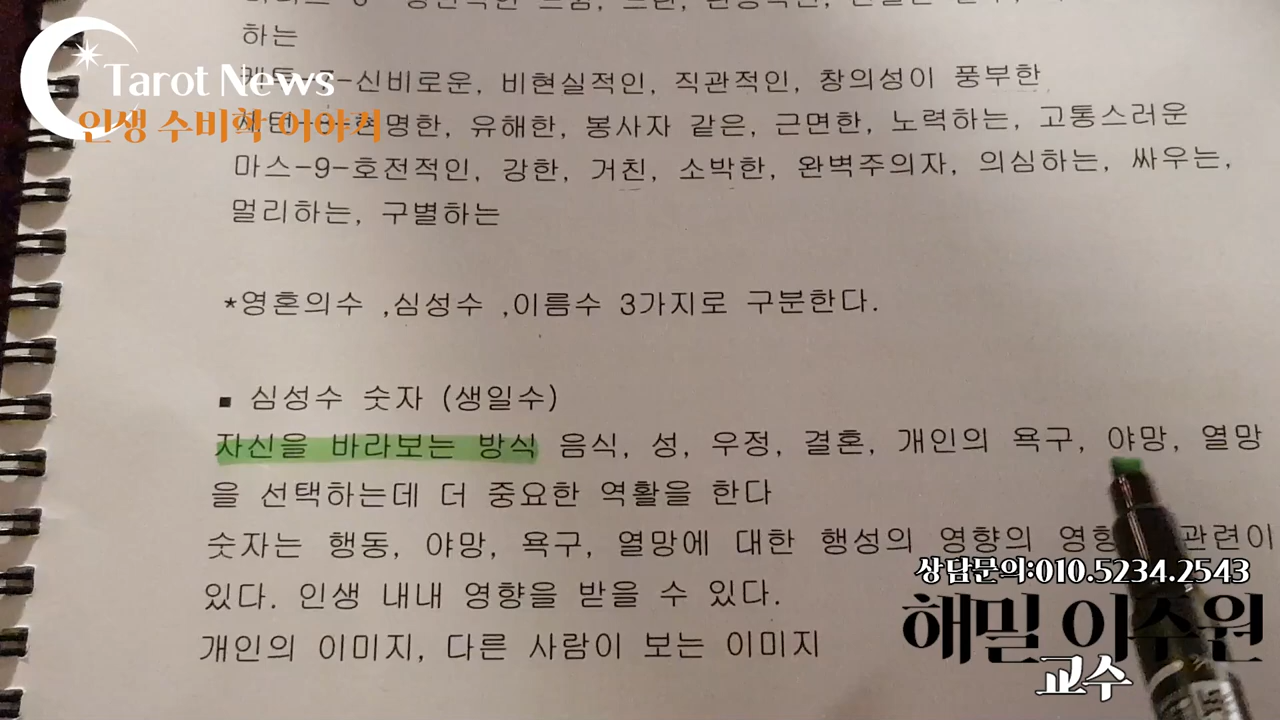 하는
Tarot News
신비로운, 비현실적인, 직관적인, 창의성이 풍부한
인생 수비학 이야기
현명한, 유해한, 봉사자 같은, 근면한, 노력하는, 고통스러운
마스-9-호전적인, 강한, 거친, 소박한, 완벽주의자, 의심하는, 싸우는,
멀리하는, 구별하는
*영혼의수 ,심성수 ,이름수 3가지로 구분한다.
▪ 심성수 숫자 (생일수)
자신을 바라보는 방식 음식, 성, 우정, 결혼, 개인의 욕구, 야망, 열망
을 선택하는데 더 중요한 역활을 한다
숫자는 행동, 야망, 욕구, 열망에 대한 행성의 영향의 관련이
상담문의:010.5234.2543
있다. 인생 내내 영향을 받을 수 있다.
해밀 이수원
개인의 이미지, 다른 사람이 보는 이미지
교수